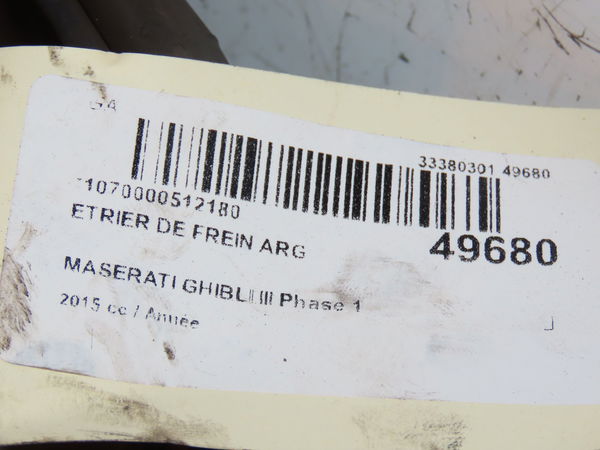 33380301 49680
1070000512180
49680
ETRIER DE FREIN ARG
MASERATI GHIBLI III Phase 1
2015 cc / Année